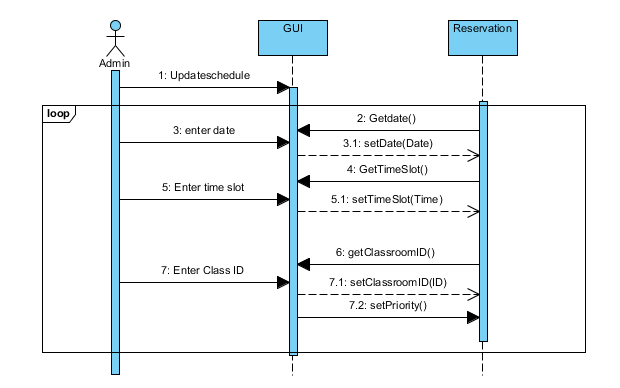 GUI
Reservation
Admin
1: Updateschedule
loop
2: Getdate()
3: enter date
3.1: setDate(Date)
4: GetTimeSlot()
5: Enter time slot
5.1: setTimeSlot(Time)
6: getClassroomID()
7: Enter Class ID
7.1: setClassroomID(ID)
7.2: setPriority()